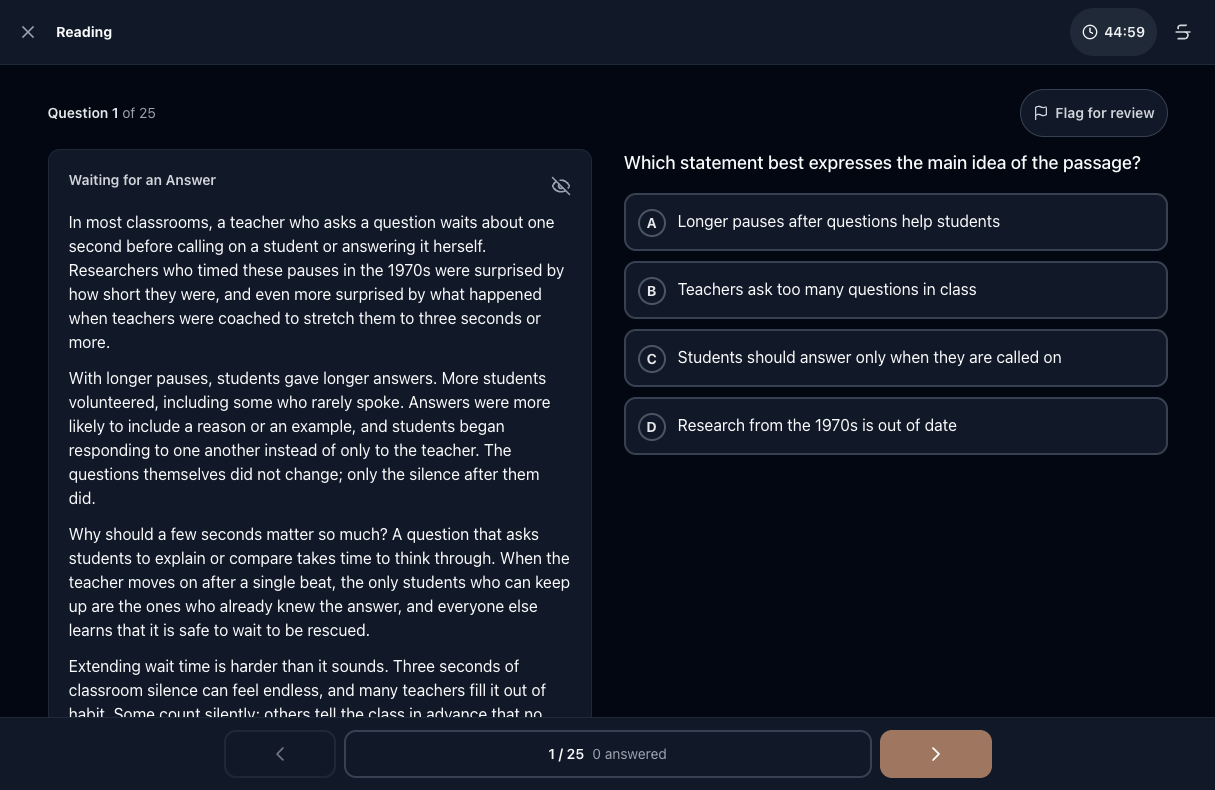 Reading
44:59
Question 1 of 25
Flag for review
Waiting for an Answer
In most classrooms, a teacher who asks a question waits about one
second before calling on a student or answering it herself.
Researchers who timed these pauses in the 1970s were surprised by
how short they were, and even more surprised by what happened
when teachers were coached to stretch them to three seconds or
more.
With longer pauses, students gave longer answers. More students
volunteered, including some who rarely spoke. Answers were more
likely to include a reason or an example, and students began
responding to one another instead of only to the teacher. The
questions themselves did not change; only the silence after them
did.
Why should a few seconds matter so much? A question that asks
students to explain or compare takes time to think through. When the
teacher moves on after a single beat, the only students who can keep
up are the ones who already knew the answer, and everyone else
learns that it is safe to wait to be rescued.
Extending wait time is harder than it sounds. Three seconds of
classroom silence can feel endless, and many teachers fill it out of
habit. Some count silently; others tell the class in advance that no
Which statement best expresses the main idea of the passage?
A Longer pauses after questions help students
B Teachers ask too many questions in class
C Students should answer only when they are called on
D Research from the 1970s is out of date
1 / 25 0 answered